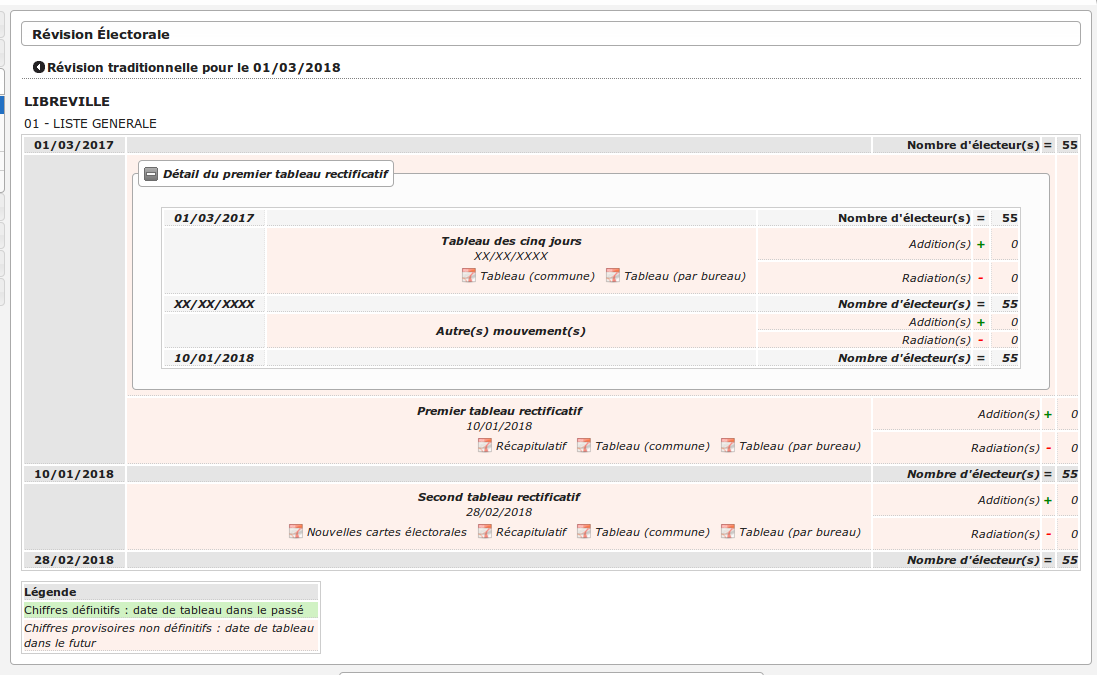 Révision Électorale
Révision traditionnelle pour le 01/03/2018
LIBREVILLE
01 - LISTE GENERALE
01/03/2017 Nombre d'électeur(s) = 55
Détail du premier tableau rectificatif
01/03/2017 Nombre d'électeur(s) = 55
Tableau des cinq jours
XX/XX/XXXX
Addition(s) + 0
Tableau (commune) Tableau (par bureau)
Radiation(s) - 0
XX/XX/XXXX Nombre d'électeur(s) = 55
Autre(s) mouvement(s)
Addition(s) + 0
Radiation(s) - 0
10/01/2018 Nombre d'électeur(s) = 55
Premier tableau rectificatif
10/01/2018
Addition(s) + 0
Récapitulatif Tableau (commune) Tableau (par bureau)
Radiation(s) - 0
10/01/2018 Nombre d'électeur(s) = 55
Second tableau rectificatif
28/02/2018
Addition(s) + 0
Nouvelles cartes électorales Récapitulatif Tableau (commune) Tableau (par bureau)
Radiation(s) - 0
28/02/2018 Nombre d'électeur(s) = 55
Légende
Chiffres définitifs : date de tableau dans le passé
Chiffres provisoires non définitifs : date de tableau
dans le futur